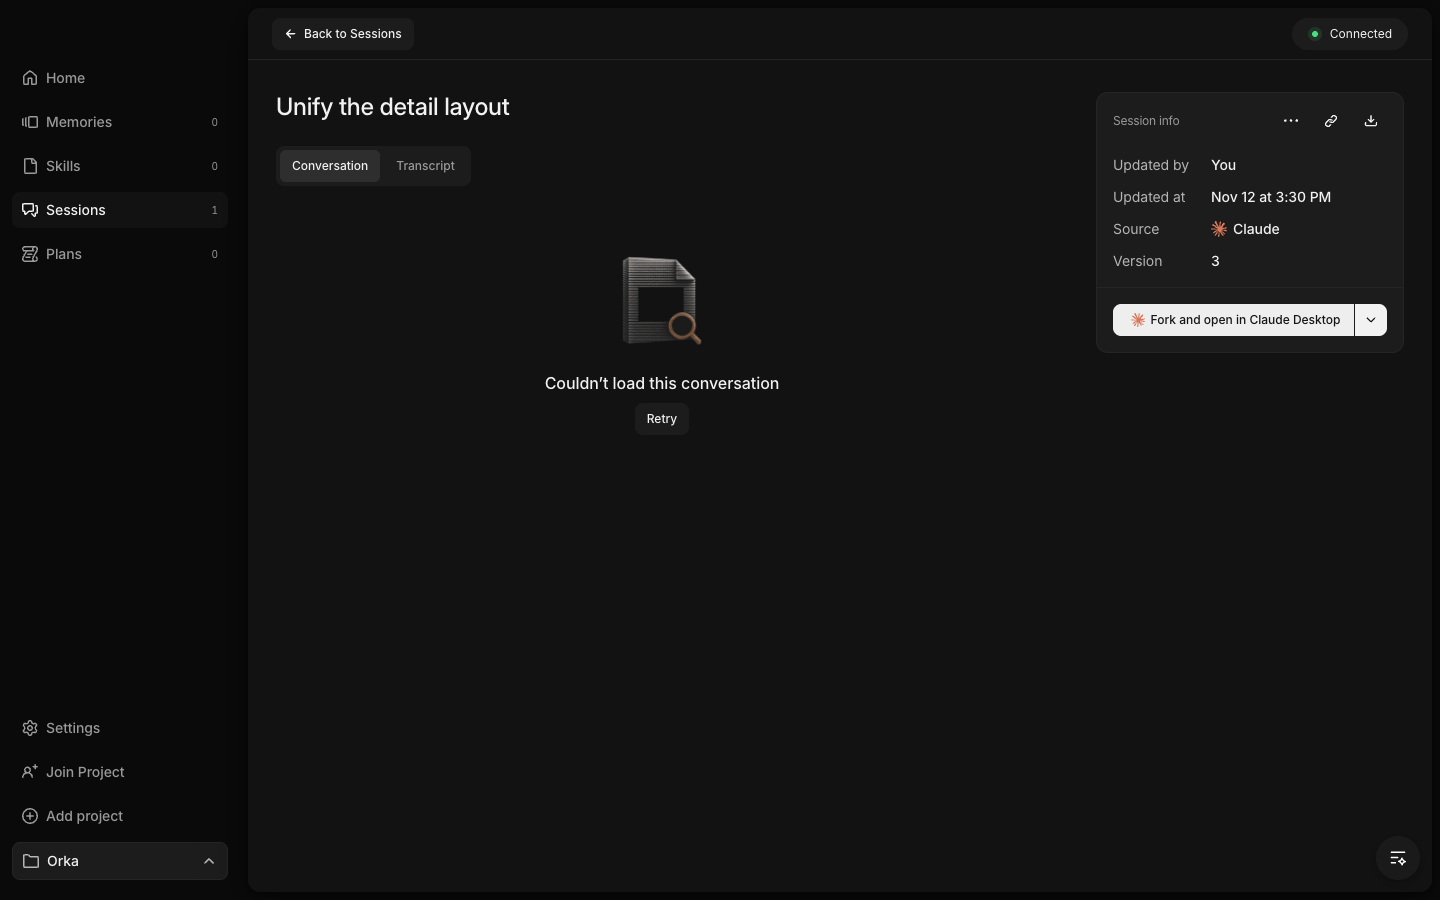 Home
Memories 0
Skills 0
Sessions 1
Plans 0
Settings
Join Project
Add project
Orka
Back to Sessions
Connected
Unify the detail layout
Conversation Transcript
Couldn’t load this conversation
Retry
Session info
Updated by You
Updated at Nov 12 at 3:30 PM
Source Claude
Version 3
Fork and open in Claude Desktop